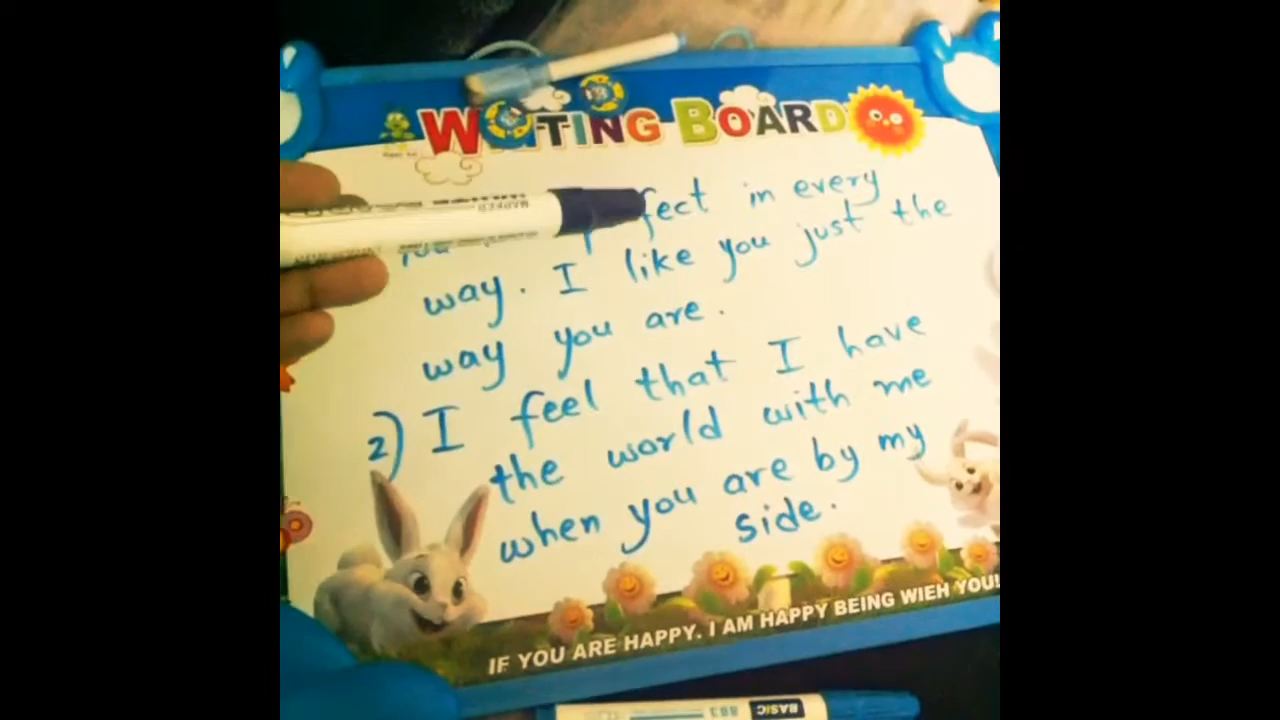 WRITING BOARD
in every
way. I like you just the
way you are.
2) I feel that I have
the world with me
when you are by my
side.
IF YOU ARE HAPPY. I AM HAPPY BEING WIEH YOU!
BASIC
883